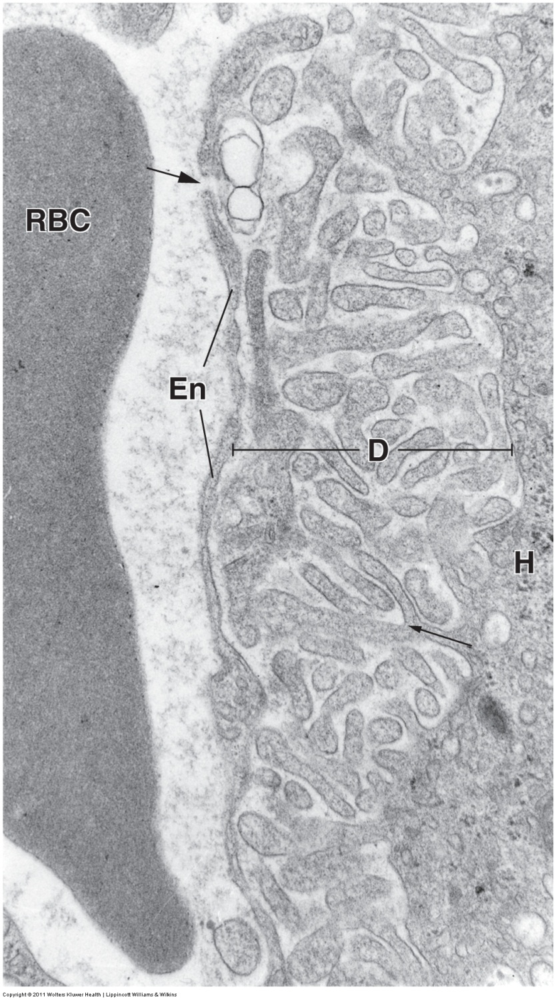 RBC
En
D
H
Copyright © 2011 Wolters Kluwer Health | Lippincott Williams & Wilkins